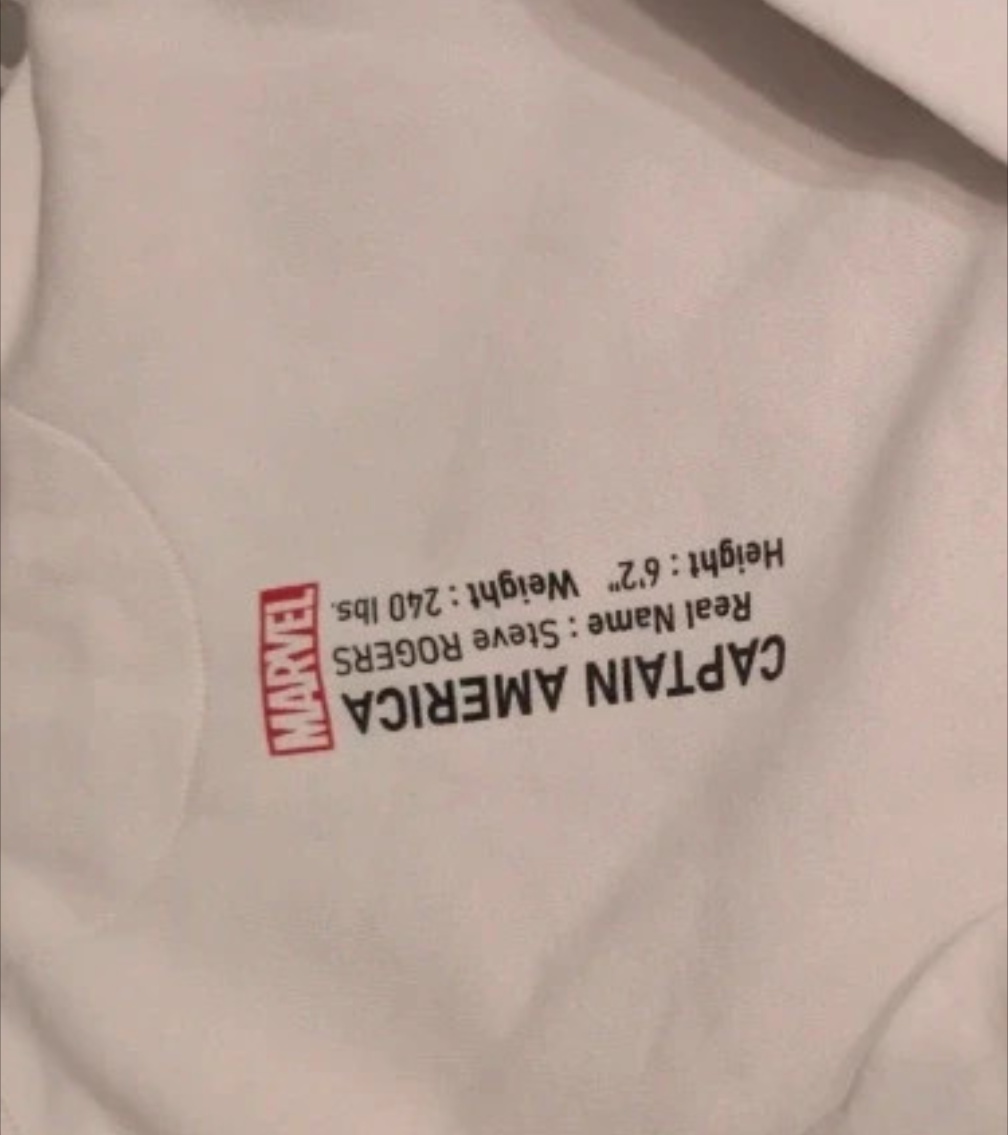 CAPTAIN AMERICA
Real Name : Steve ROGERS
Height : 6'2" Weight : 240 lbs.
MARVEL